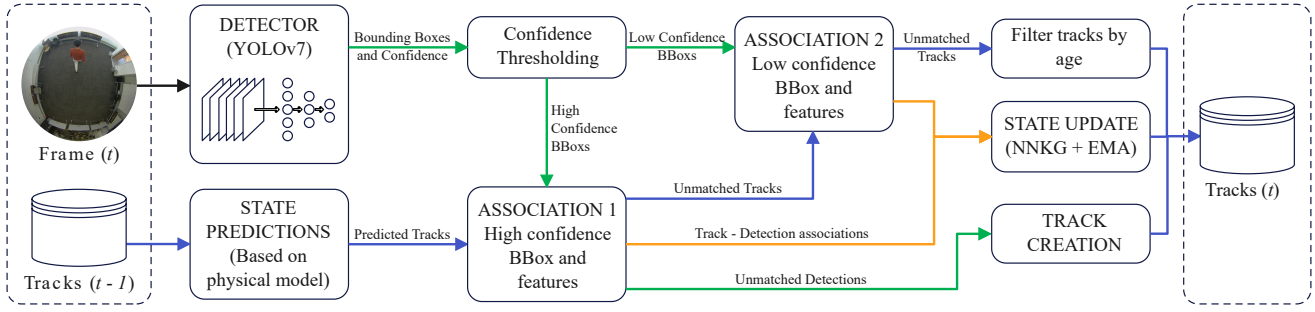 Frame (t)
Tracks (t - 1)
DETECTOR
(YOLOv7)
STATE
PREDICTIONS
(Based on
physical model)
Bounding Boxes
and Confidence
Predicted Tracks
Confidence
Thresholding
High
Confidence
BBoxs
ASSOCIATION 1
High confidence
BBox and
features
Low Confidence
BBoxs
Unmatched Tracks
Track - Detection associations
Unmatched Detections
ASSOCIATION 2
Low confidence
BBox and
features
Unmatched
Tracks
Filter tracks by
age
STATE UPDATE
(NNKG + EMA)
TRACK
CREATION
Tracks (t)